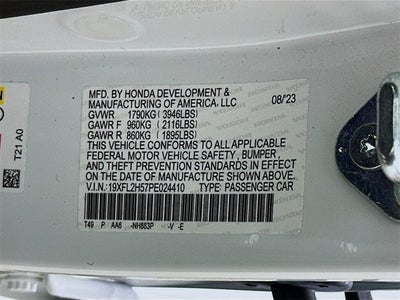 MFD. BY HONDA DEVELOPMENT &
MANUFACTURING OF AMERICA, LLC 08/'23
GVWR 1790KG (3946LBS)
GAWR F 960KG (2116LBS)
GAWR R 860KG (1895LBS)
THIS VEHICLE CONFORMS TO ALL APPLICABLE
FEDERAL MOTOR VEHICLE SAFETY, BUMPER,
AND THEFT PREVENTION STANDARDS IN EFFECT
ON THE DATE OF MANUFACTURE SHOWN ABOVE.
V.I.N.: 19XFL2H57PE024410 TYPE: PASSENGER CAR
T49 P AA6 -NH883P -V -E
T21 A0